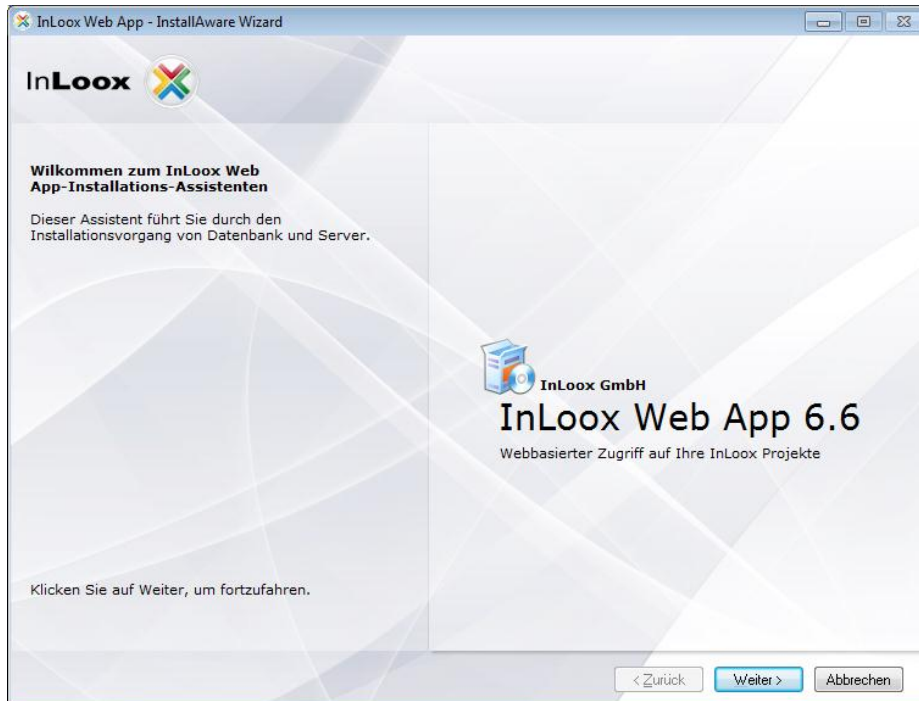 InLoox Web App - InstallAware Wizard
InLoox
Wilkommen zum InLoox Web
App-Installations-Assistenten
Dieser Assistent führt Sie durch den
Installationsvorgang von Datenbank und Server.
InLoox GmbH
InLoox Web App 6.6
Webbasierter Zugriff auf Ihre InLoox Projekte
Klicken Sie auf Weiter, um fortzufahren.
< Zurück
Weiter >
Abbrechen